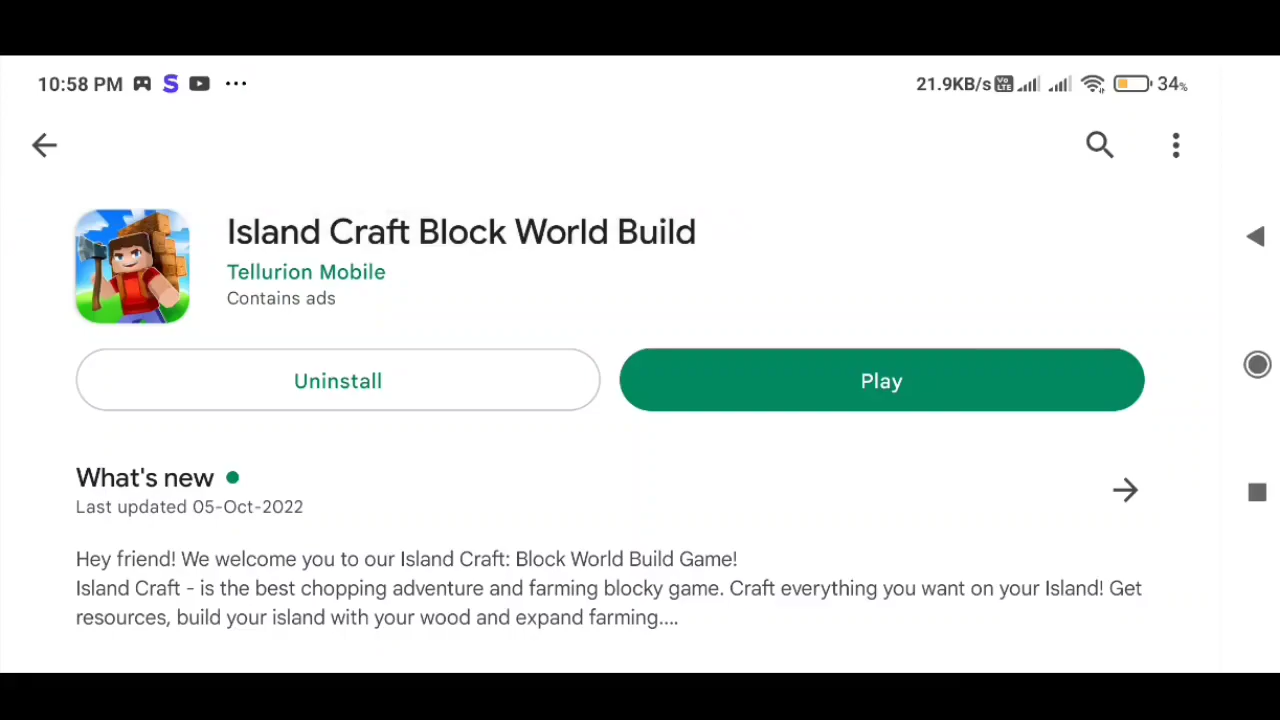 10:58 PM S ... 21.9KB/s Vo LTE 34%
Island Craft Block World Build
Tellurion Mobile
Contains ads
Uninstall Play
What's new
Last updated 05-Oct-2022
Hey friend! We welcome you to our Island Craft: Block World Build Game!
Island Craft - is the best chopping adventure and farming blocky game. Craft everything you want on your Island! Get
resources, build your island with your wood and expand farming....